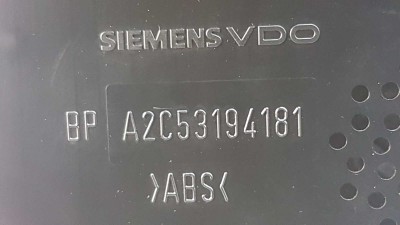 SIEMENS VDO
BP A2C53194181
>ABS<